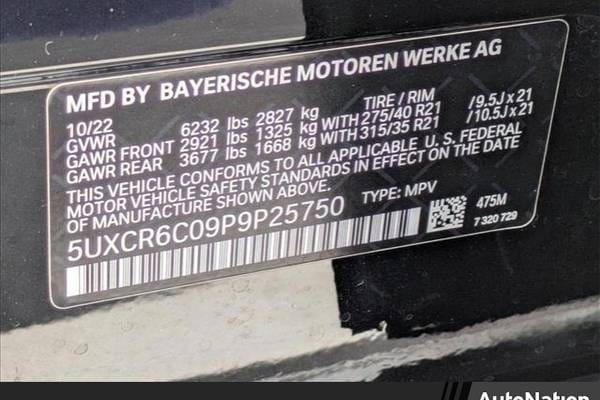 MFD BY BAYERISCHE MOTOREN WERKE AG
10/22 TIRE / RIM
GVWR 6232 lbs 2827 kg
GAWR FRONT 2921 lbs 1325 kg WITH 275/40 R21 /9.5J x 21
GAWR REAR 3677 lbs 1668 kg WITH 315/35 R21 /10.5J x 21
THIS VEHICLE CONFORMS TO ALL APPLICABLE U.S. FEDERAL
MOTOR VEHICLE SAFETY STANDARDS IN EFFECT ON THE DATE
OF MANUFACTURE SHOWN ABOVE.
5UXCR6C09P9P25750 TYPE: MPV
475M
7 320 729
AutoNation